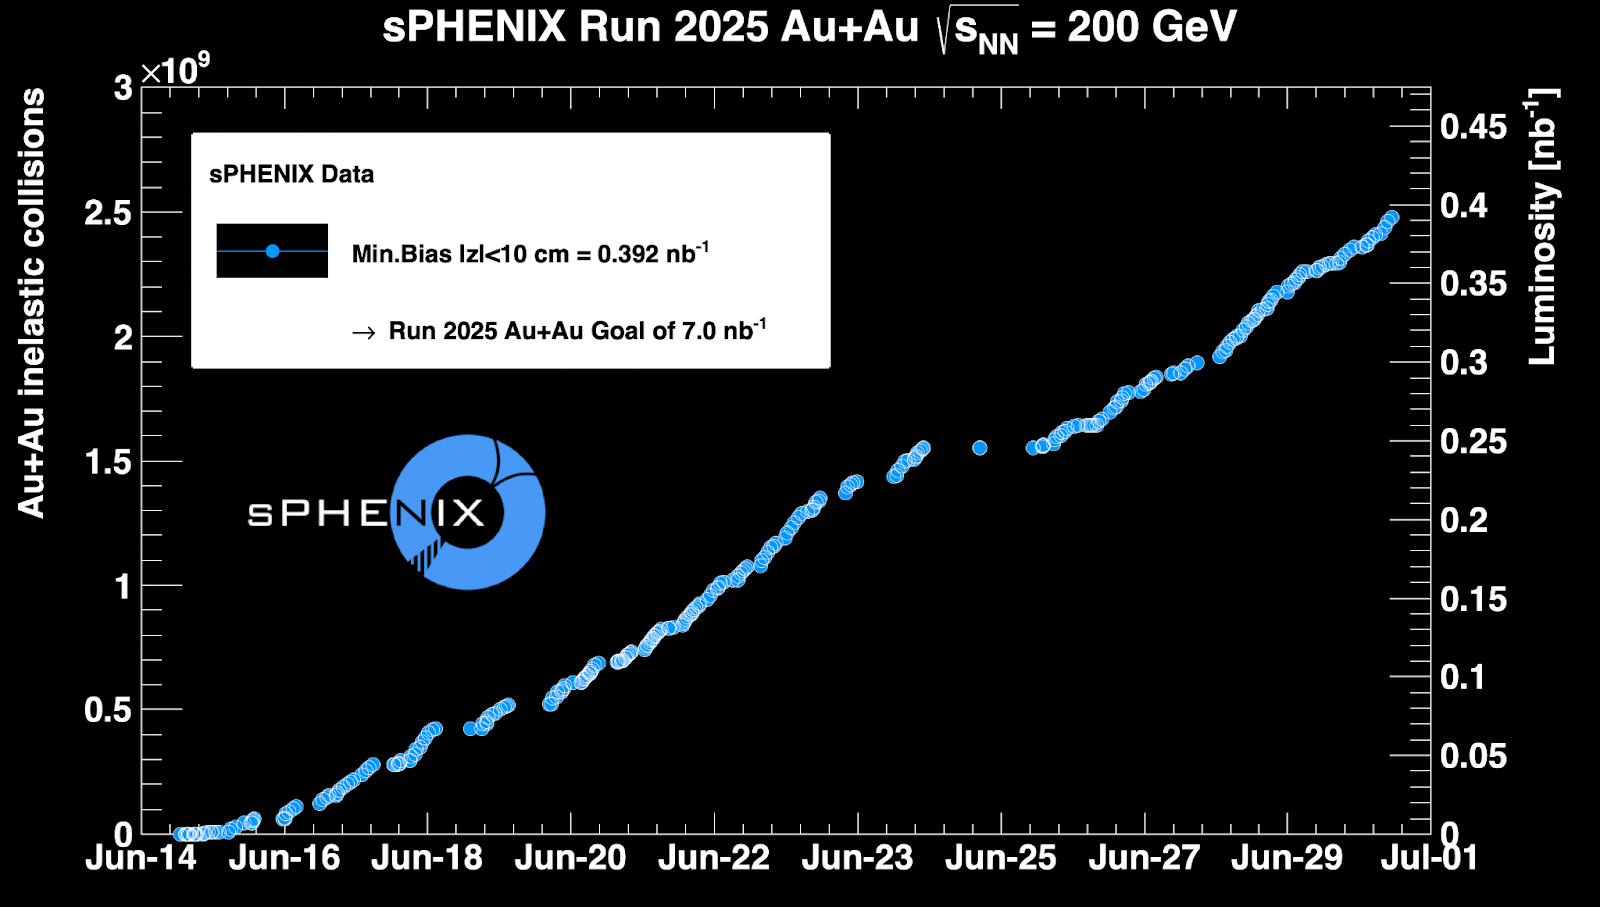 sPHENIX Run 2025 Au+Au √sNN = 200 GeV
×10⁹
Au+Au inelastic collisions
3
2.5
2
1.5
1
0.5
0
sPHENIX Data
Min.Bias |z|<10 cm = 0.392 nb⁻¹
→ Run 2025 Au+Au Goal of 7.0 nb⁻¹
sPHENIX
Luminosity [nb⁻¹]
0.45
0.4
0.35
0.3
0.25
0.2
0.15
0.1
0.05
0
Jun-14 Jun-16 Jun-18 Jun-20 Jun-22 Jun-23 Jun-25 Jun-27 Jun-29 Jul-01